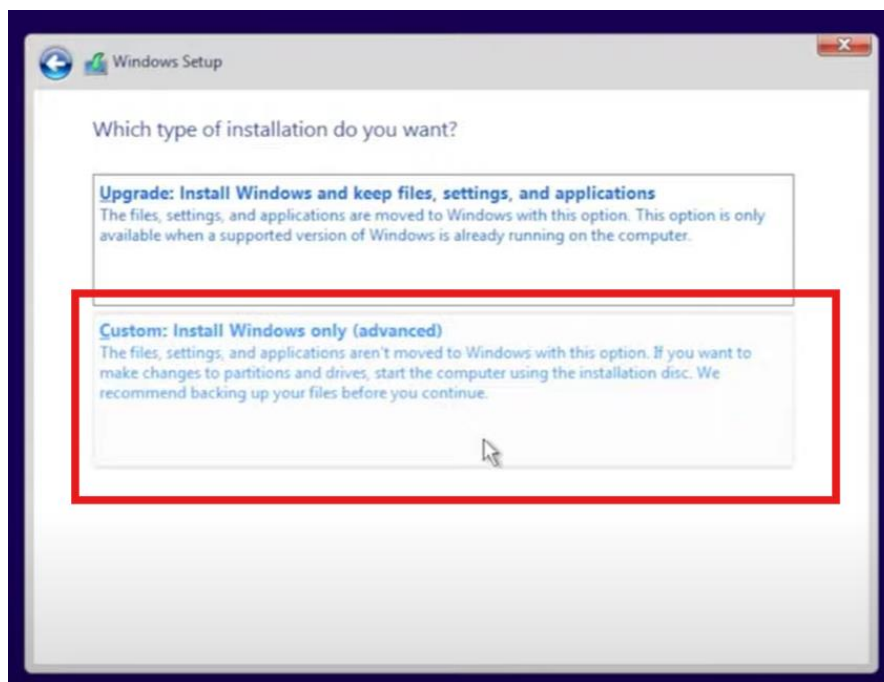 Windows Setup
Which type of installation do you want?
Upgrade: Install Windows and keep files, settings, and applications
The files, settings, and applications are moved to Windows with this option. This option is only
available when a supported version of Windows is already running on the computer.
Custom: Install Windows only (advanced)
The files, settings, and applications aren't moved to Windows with this option. If you want to
make changes to partitions and drives, start the computer using the installation disc. We
recommend backing up your files before you continue.